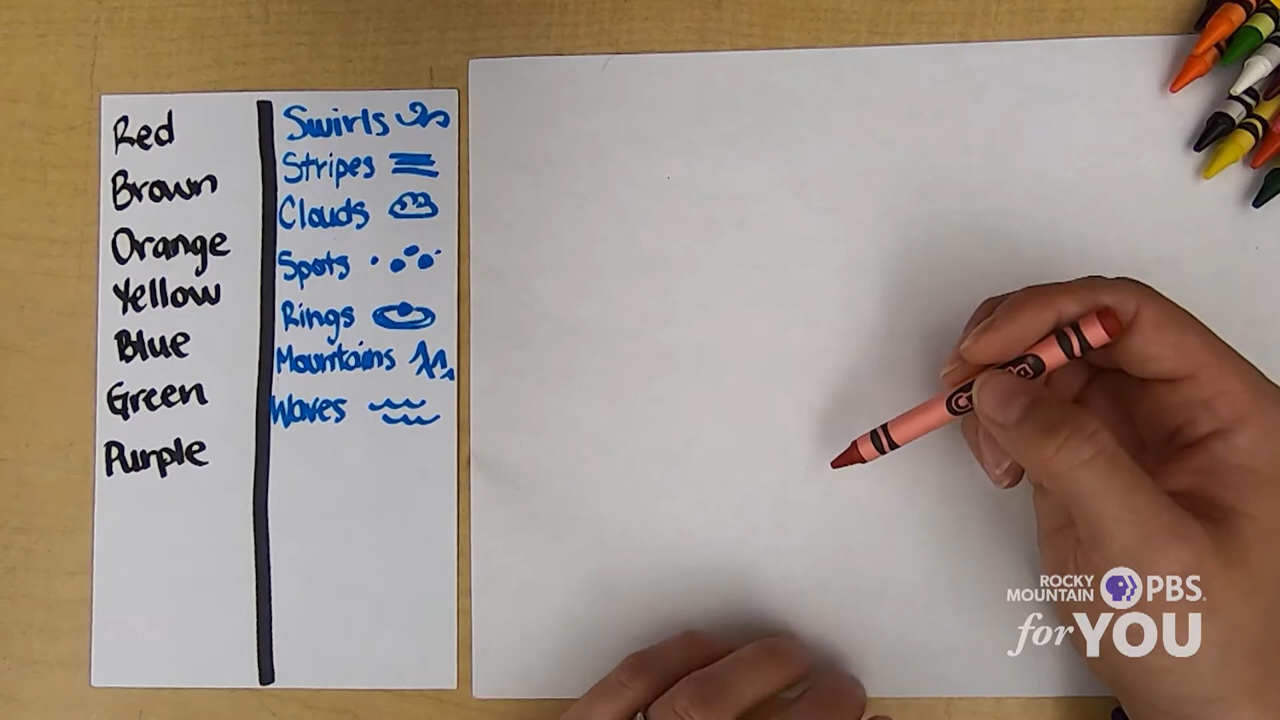 Red
Brown
Orange
Yellow
Blue
Green
Purple
Swirls
Stripes
Clouds
Spots
Rings
Mountains
Waves
ROCKY
MOUNTAIN PBS
for YOU